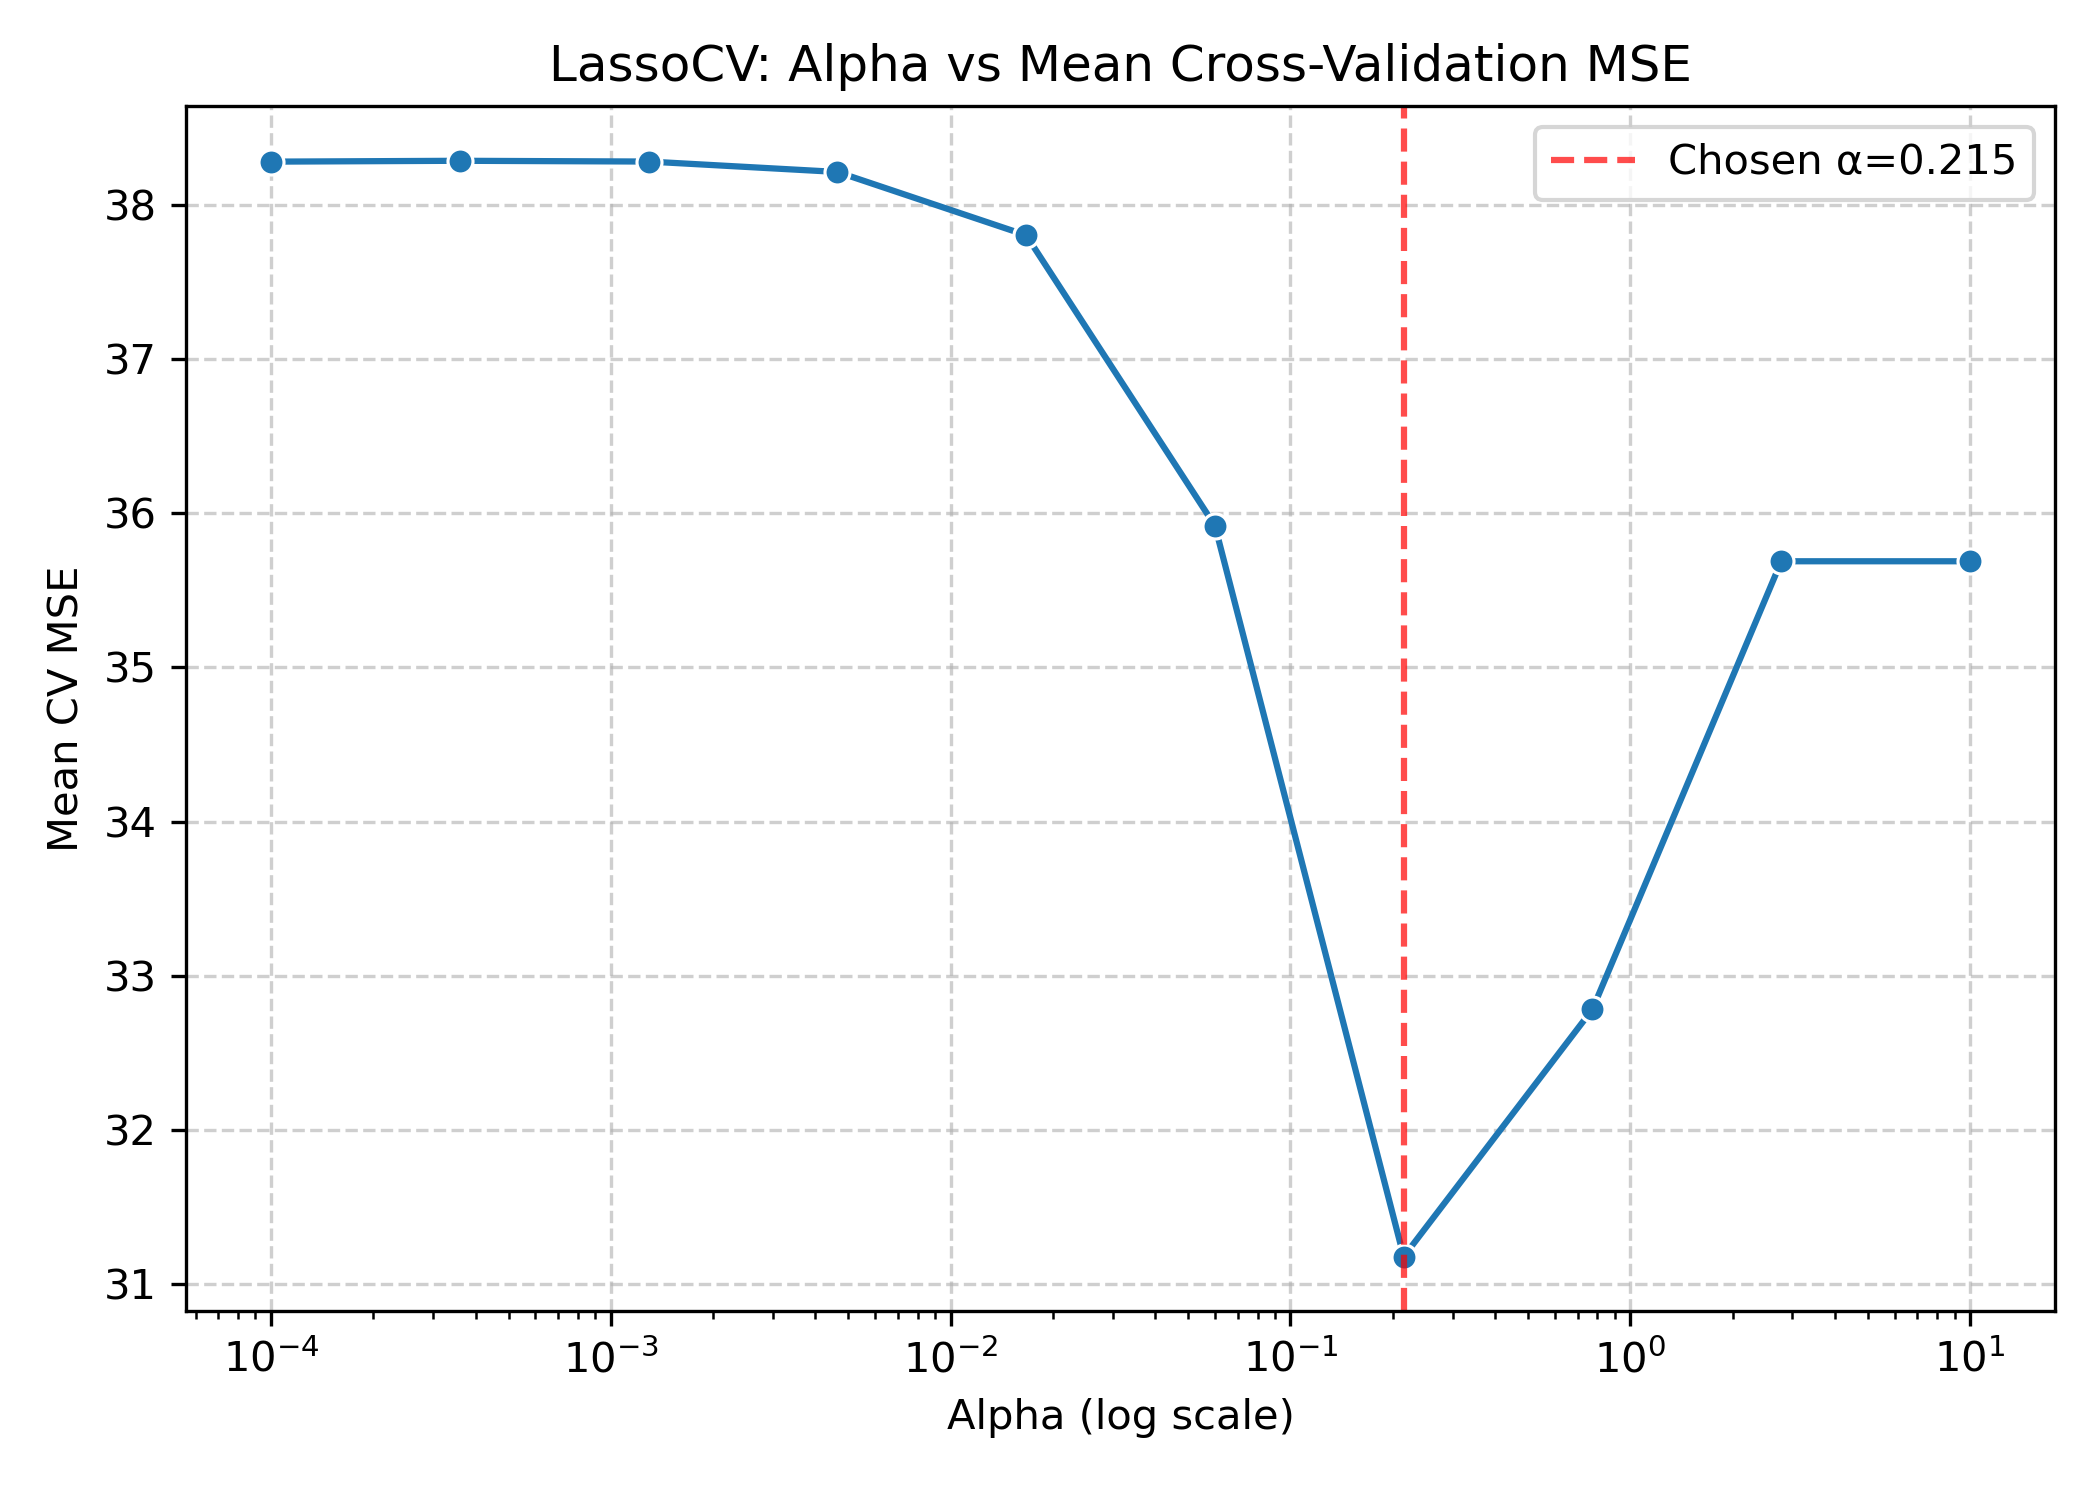 LassoCV: Alpha vs Mean Cross-Validation MSE
Chosen α=0.215
Mean CV MSE
38
37
36
35
34
33
32
31
10⁻⁴ 10⁻³ 10⁻² 10⁻¹ 10⁰ 10¹
Alpha (log scale)